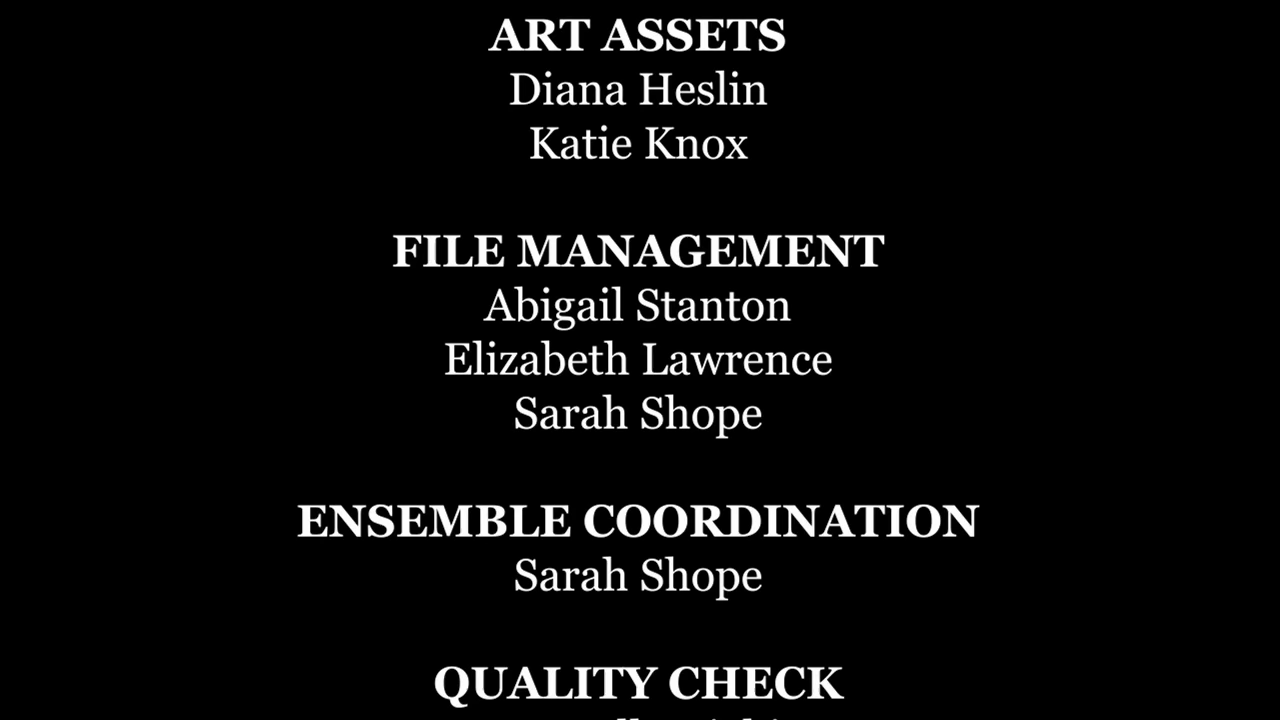 ART ASSETS
Diana Heslin
Katie Knox
FILE MANAGEMENT
Abigail Stanton
Elizabeth Lawrence
Sarah Shope
ENSEMBLE COORDINATION
Sarah Shope
QUALITY CHECK